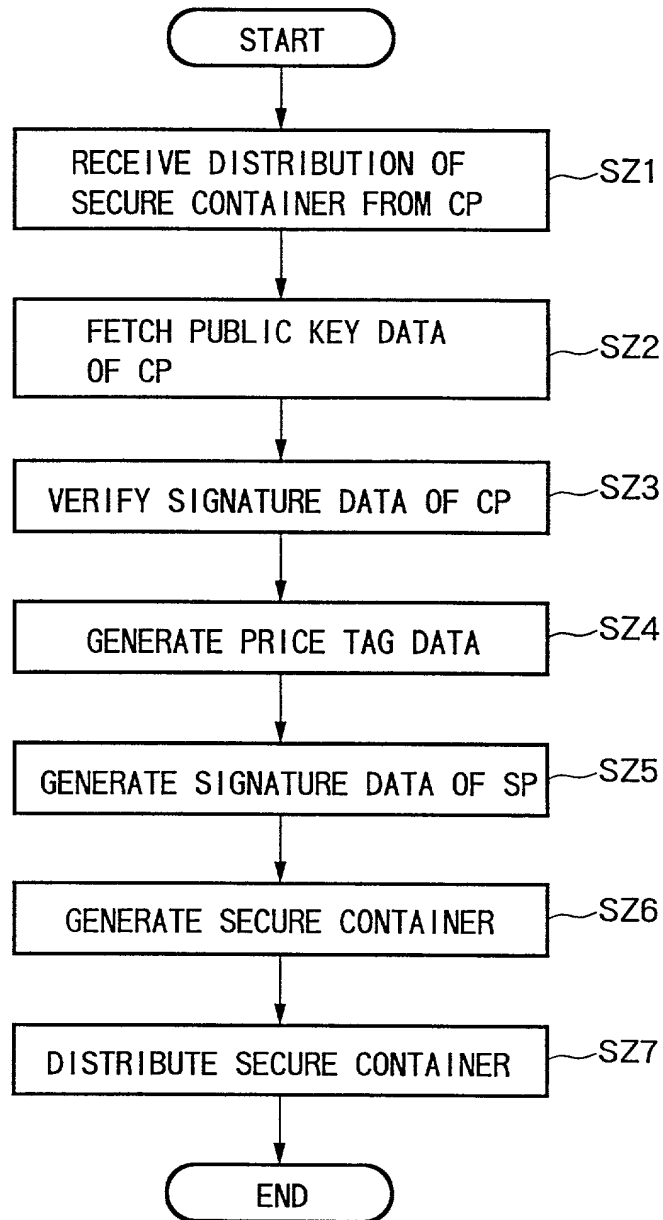 START
RECEIVE DISTRIBUTION OF
SECURE CONTAINER FROM CP
SZ1
FETCH PUBLIC KEY DATA
OF CP
SZ2
VERIFY SIGNATURE DATA OF CP
SZ3
GENERATE PRICE TAG DATA
SZ4
GENERATE SIGNATURE DATA OF SP
SZ5
GENERATE SECURE CONTAINER
SZ6
DISTRIBUTE SECURE CONTAINER
SZ7
END